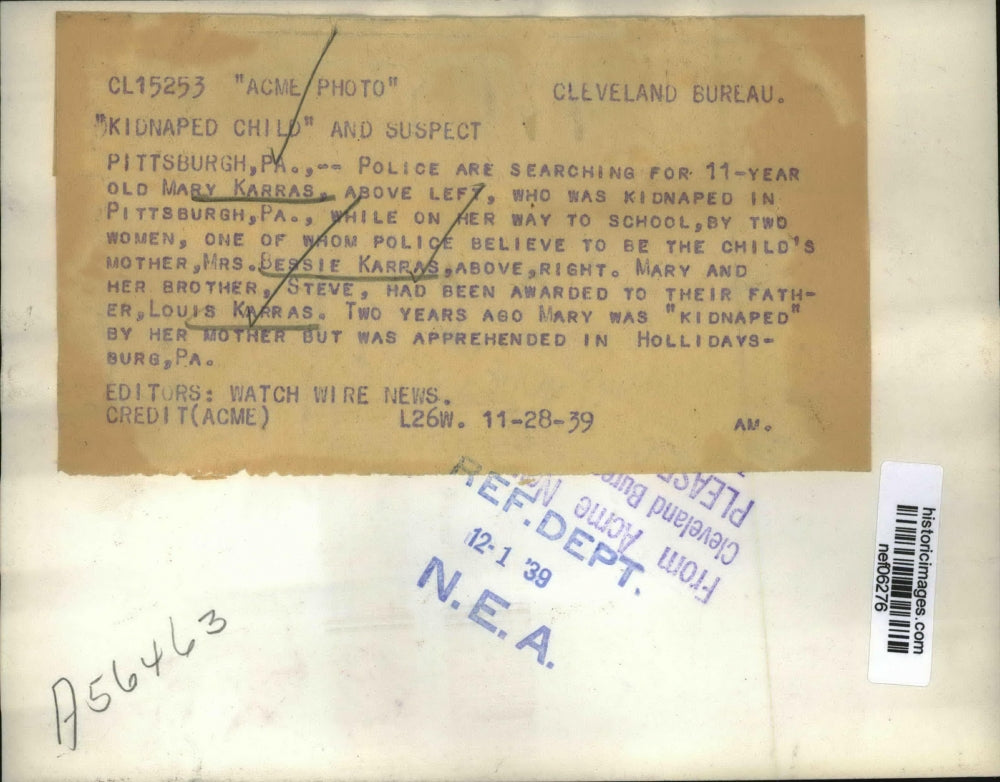 CL15253 "ACME PHOTO" CLEVELAND BUREAU.
"KIDNAPED CHILD" AND SUSPECT
PITTSBURGH,PA.,-- POLICE ARE SEARCHING FOR 11-YEAR
OLD MARY KARRAS, ABOVE LEFT, WHO WAS KIDNAPED IN
PITTSBURGH,PA., WHILE ON HER WAY TO SCHOOL,BY TWO
WOMEN, ONE OF WHOM POLICE BELIEVE TO BE THE CHILD'S
MOTHER,MRS.BESSIE KARRAS,ABOVE,RIGHT. MARY AND
HER BROTHER, STEVE, HAD BEEN AWARDED TO THEIR FATH-
ER,LOUIS KARRAS. TWO YEARS AGO MARY WAS "KIDNAPED"
BY HER MOTHER BUT WAS APPREHENDED IN HOLLIDAYS-
BURG,PA.
EDITORS: WATCH WIRE NEWS.
CREDIT(ACME) L26W. 11-28-39 AM.
PLEASE
Cleveland
From Acme
REF. DEPT.
12-1 '39
N.E.A.
historicimages.com
nef06276
A56463